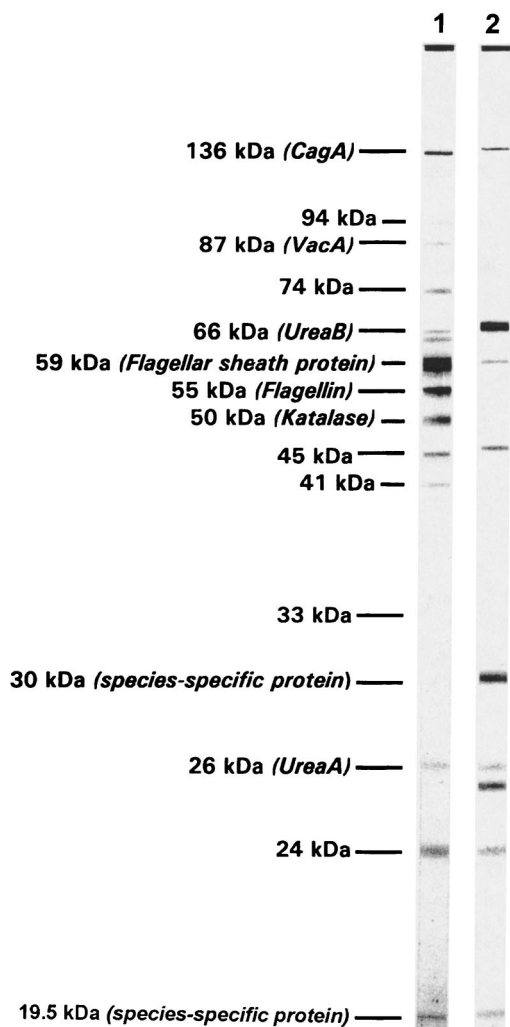 1 2
136 kDa (CagA)
94 kDa
87 kDa (VacA)
74 kDa
66 kDa (UreaB)
59 kDa (Flagellar sheath protein)
55 kDa (Flagellin)
50 kDa (Katalase)
45 kDa
41 kDa
33 kDa
30 kDa (species-specific protein)
26 kDa (UreaA)
24 kDa
19.5 kDa (species-specific protein)